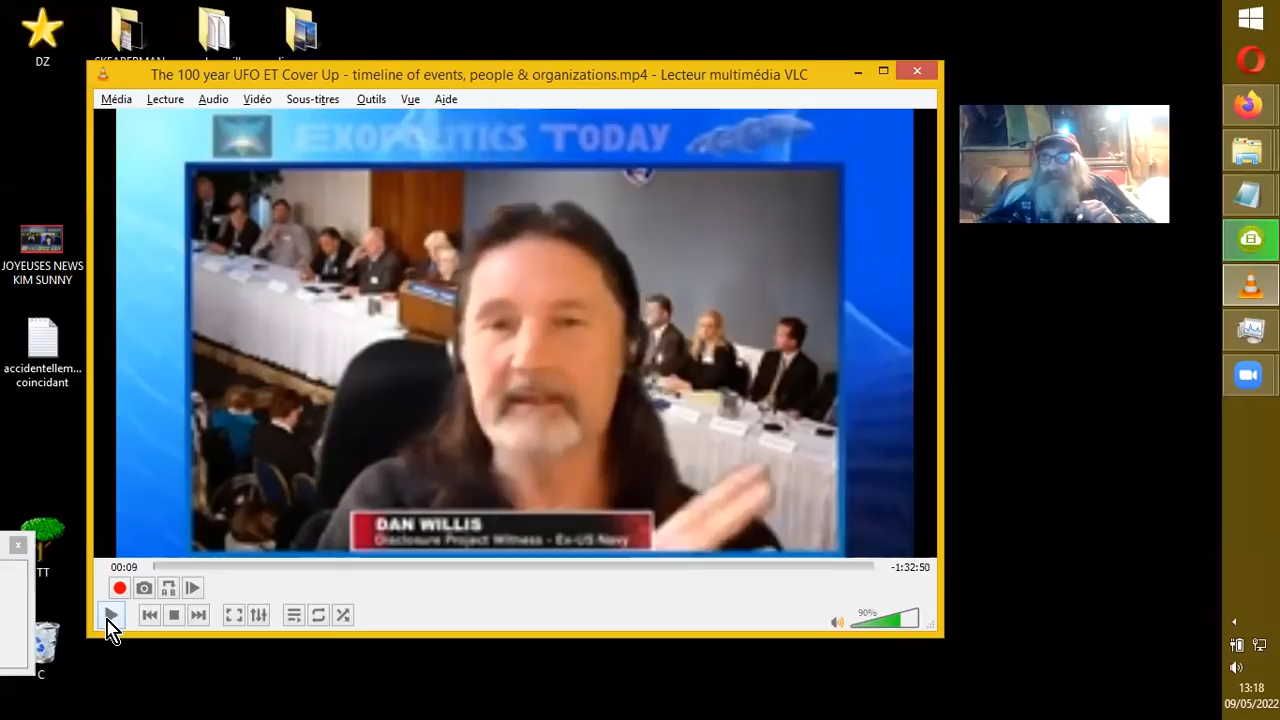 DZ
The 100 year UFO ET Cover Up - timeline of events, people & organizations.mp4 - Lecteur multimédia VLC
Média Lecture Audio Vidéo Sous-titres Outils Vue Aide
EXOPOLITICS TODAY
JOYEUSES NEWS
KIM SUNNY
accidentellem...
coincidant
DAN WILLIS
Disclosure Project Witness - Ex-US Navy
00:09
-1:32:50
90%
TT
C
13:18
09/05/2022